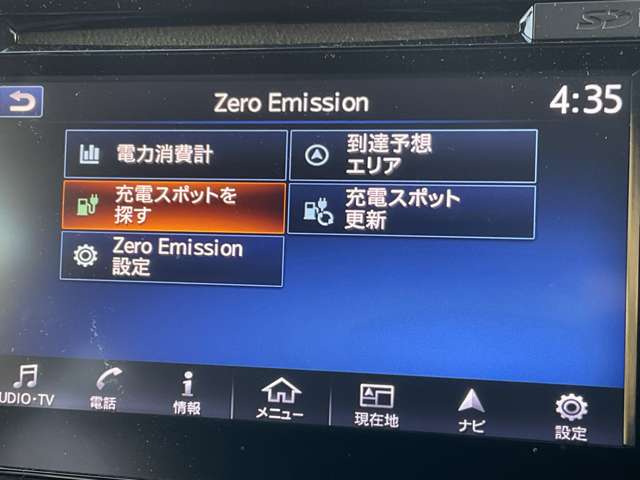 SD
Zero Emission
4:35
電力消費計
到達予想
エリア
充電スポットを
探す
充電スポット
更新
Zero Emission
設定
UDIO・TV
電話
情報
メニュー
現在地
ナビ
設定